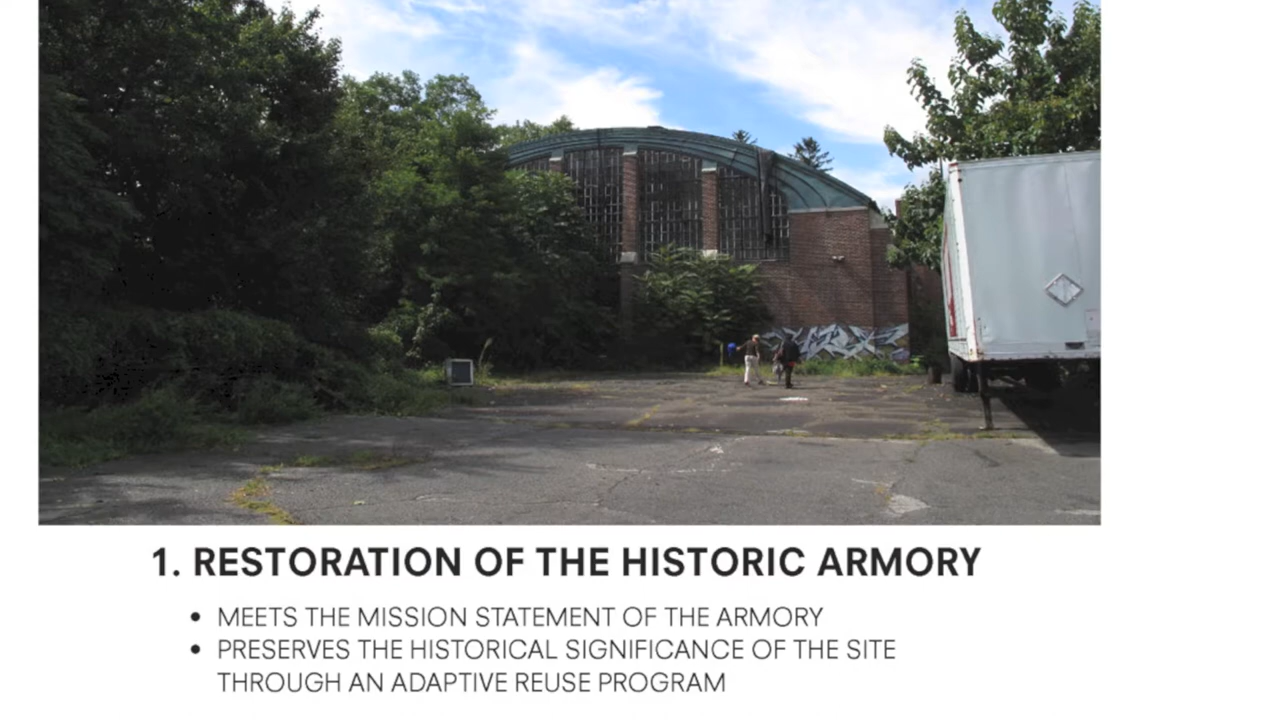 1. RESTORATION OF THE HISTORIC ARMORY
• MEETS THE MISSION STATEMENT OF THE ARMORY
• PRESERVES THE HISTORICAL SIGNIFICANCE OF THE SITE
THROUGH AN ADAPTIVE REUSE PROGRAM